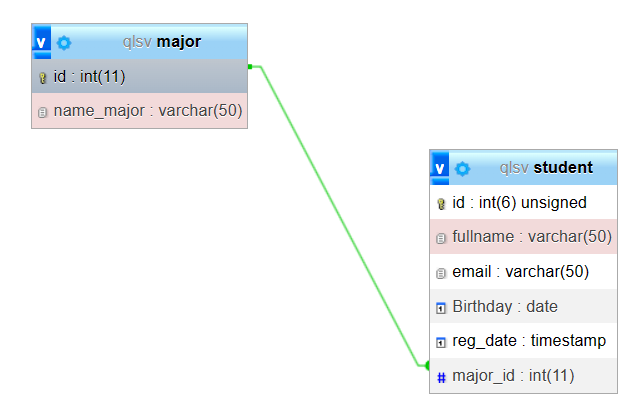 v qlsv major
id : int(11)
name_major : varchar(50)
v qlsv student
id : int(6) unsigned
fullname : varchar(50)
email : varchar(50)
Birthday : date
reg_date : timestamp
# major_id : int(11)